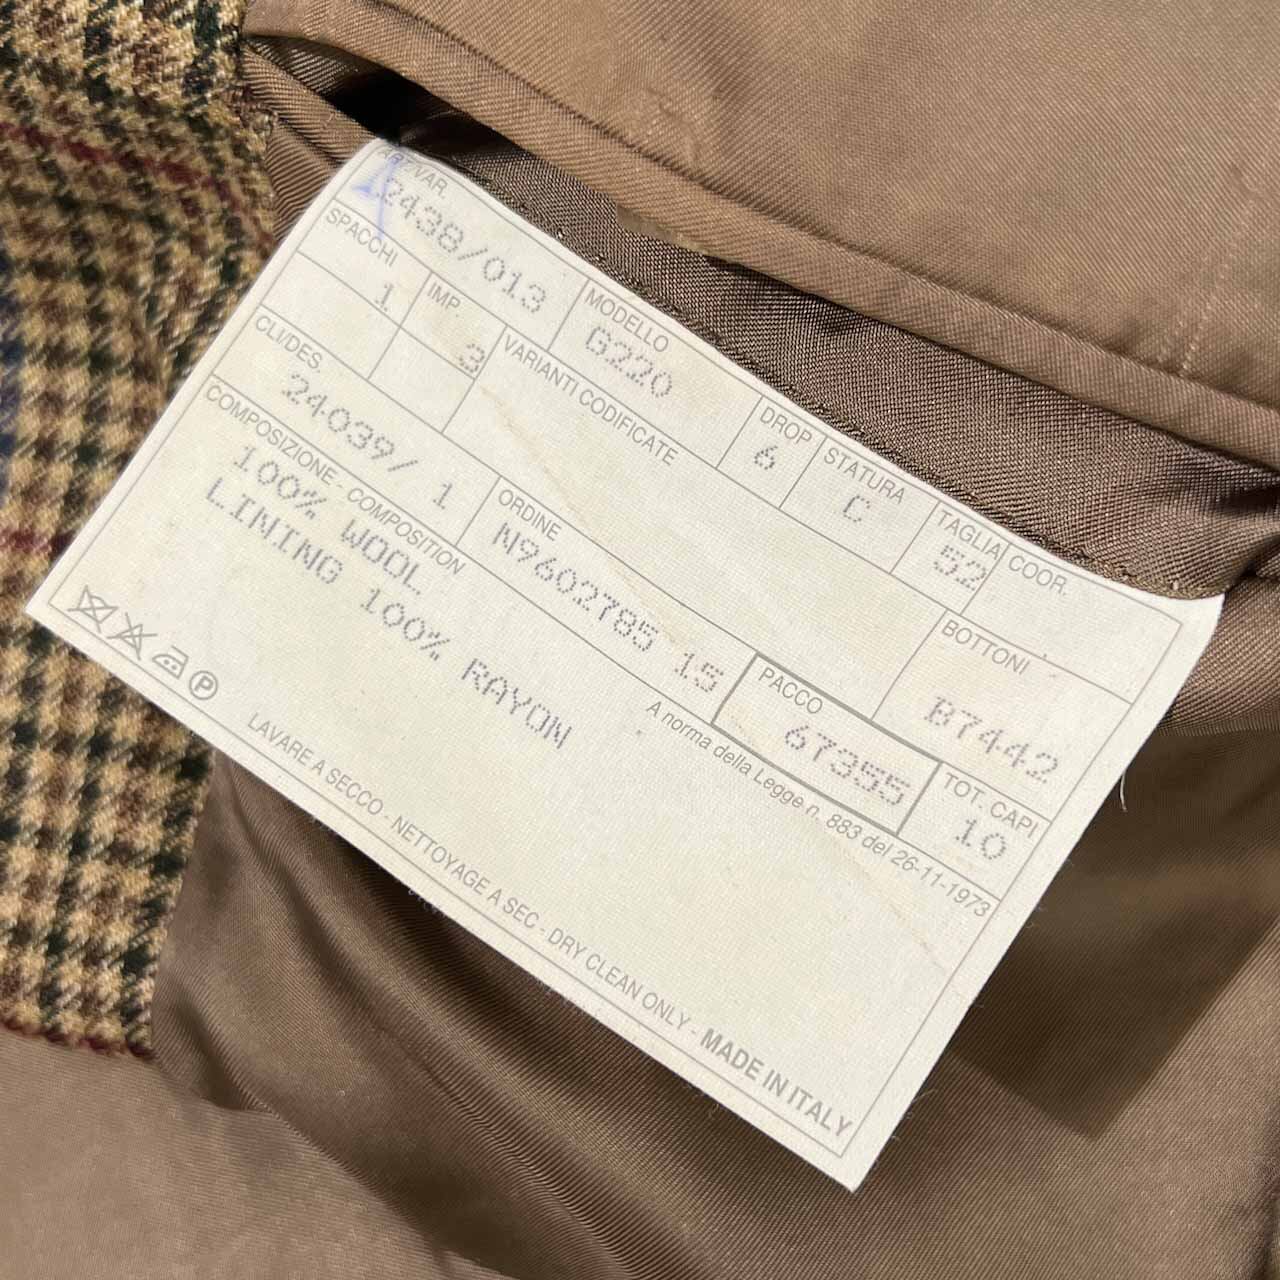 ART./VAR.
12438/013
MODELLO
G220
DROP
6
STATURA
C
TAGLIA
52
COOR.
SPACCHI
1
IMP.
3
VARIANTI CODIFICATE
BOTTONI
B7442
CLI/DES.
24039/ 1
ORDINE
N9602785 15
PACCO
67355
TOT. CAPI
10
COMPOSIZIONE - COMPOSITION
A norma della Legge n. 883 del 26-11-1973
100% WOOL
LINING 100% RAYON
P
LAVARE A SECCO - NETTOYAGE A SEC - DRY CLEAN ONLY - MADE IN ITALY